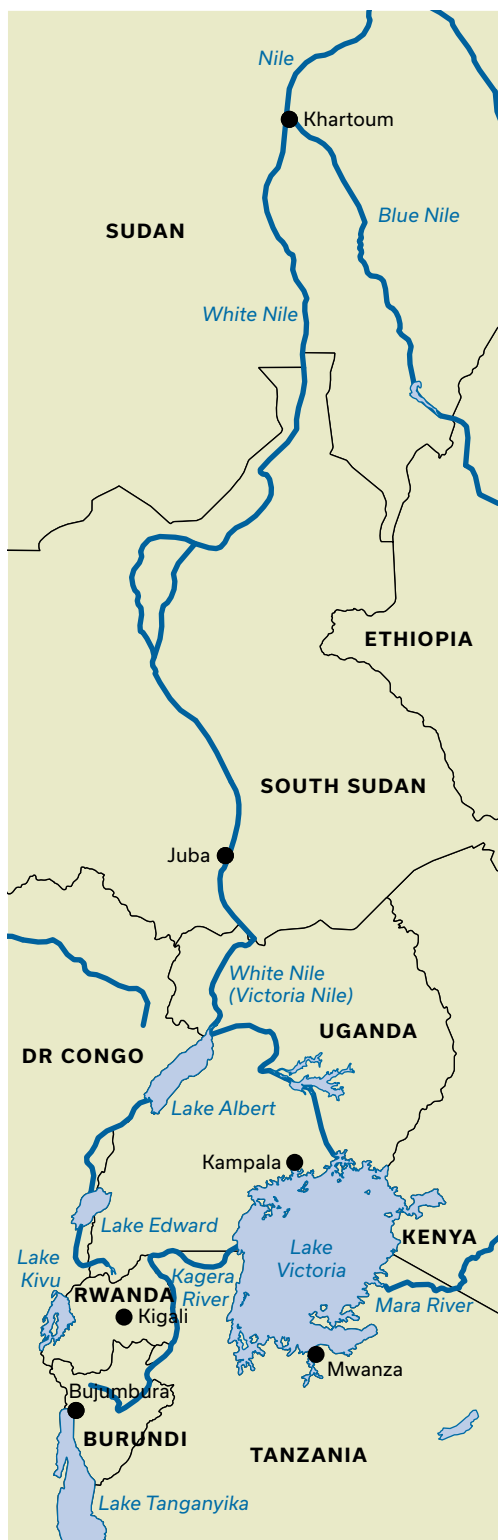 Nile
Khartoum
Blue Nile
SUDAN
White Nile
ETHIOPIA
SOUTH SUDAN
Juba
White Nile
(Victoria Nile)
UGANDA
DR CONGO
Lake Albert
Kampala
Lake Edward
KENYA
Lake
Victoria
Lake
Kivu
Kagera
River
RWANDA
Mara River
Kigali
Mwanza
Bujumbura
BURUNDI
TANZANIA
Lake Tanganyika